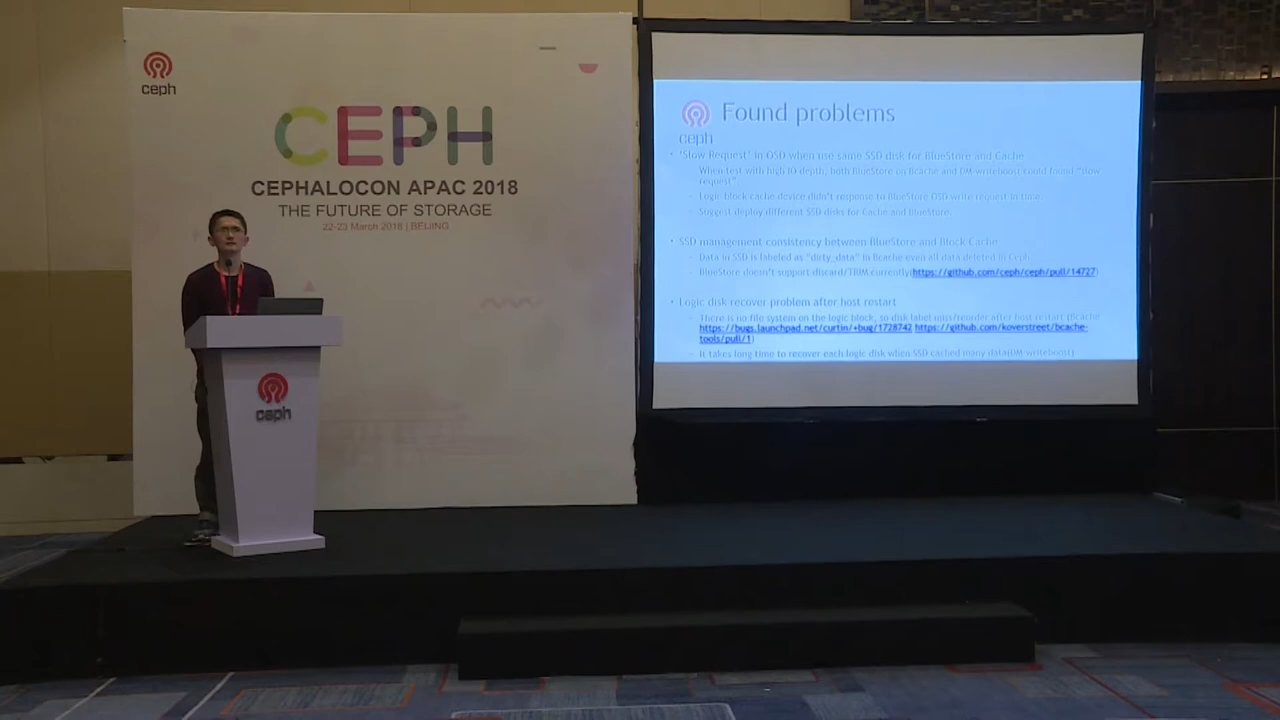 ceph
CEPH
CEPHALOCON APAC 2018
THE FUTURE OF STORAGE
22-23 March 2018 | BEIJING
ceph
Found problems
ceph
'Slow Request' in OSD when use same SSD disk for BlueStore and Cache
When test with high IO depth, both BlueStore on Bcache and DM-writeboost could found "slow
request"
Logic-block cache device didn't response to BlueStore OSD write request in time.
Suggest deploy different SSD disks for Cache and BlueStore.
SSD management consistency between BlueStore and Block Cache
Data in SSD is labeled as "dirty_data" in Bcache even all data deleted in Ceph
BlueStore doesn't support discard/TRIM currently(https://github.com/ceph/ceph/pull/14727)
Logic disk recover problem after host restart
There is no file system on the logic block, so disk label miss/reorder after host restart (Bcache
https://bugs.launchpad.net/curtin/+bug/1728742 https://github.com/koverstreet/bcache-
tools/pull/1)
It takes long time to recover each logic disk when SSD cached many data(DM-writeboost)